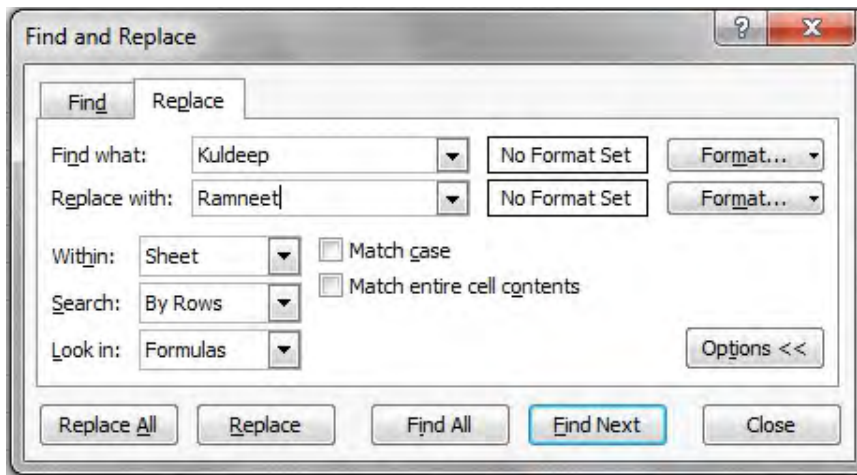 Find and Replace
Find Replace
Find what: Kuldeep No Format Set Format...
Replace with: Ramneet No Format Set Format...
Within: Sheet Match case
Search: By Rows Match entire cell contents
Look in: Formulas Options <<
Replace All Replace Find All Find Next Close